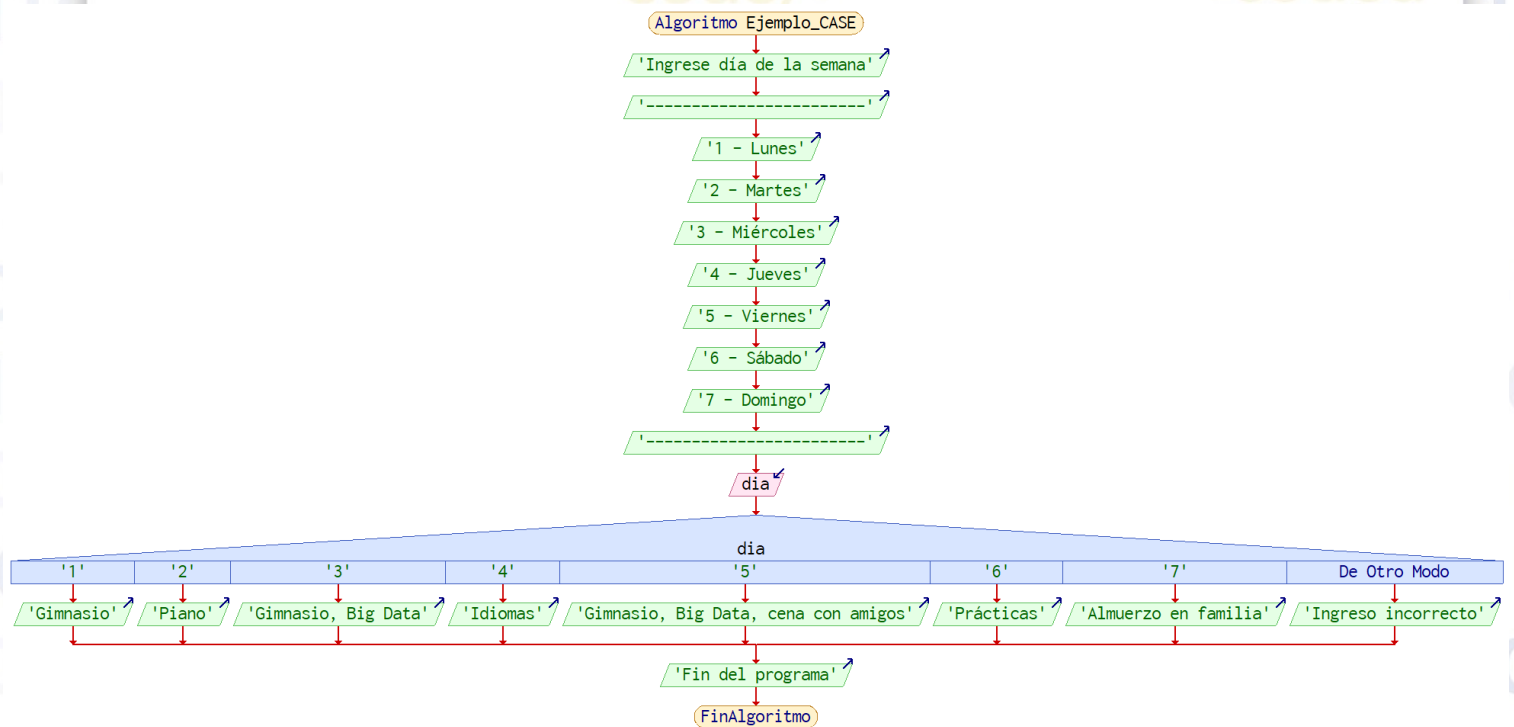 Algoritmo Ejemplo_CASE
'Ingrese día de la semana'
'------------------------'
'1 - Lunes'
'2 - Martes'
'3 - Miércoles'
'4 - Jueves'
'5 - Viernes'
'6 - Sábado'
'7 - Domingo'
'------------------------'
dia
dia
'1' '2' '3' '4' '5' '6' '7' De Otro Modo
'Gimnasio' 'Piano' 'Gimnasio, Big Data' 'Idiomas' 'Gimnasio, Big Data, cena con amigos' 'Prácticas' 'Almuerzo en familia' 'Ingreso incorrecto'
'Fin del programa'
FinAlgoritmo